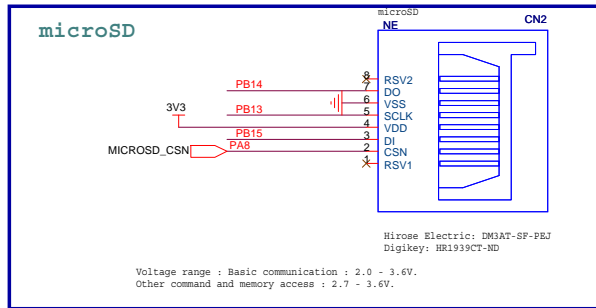 microSD
microSD
NE
CN2
8 RSV2
PB14 7 DO
6 VSS
PB13 5 SCLK
3V3 4 VDD
PB15 3 DI
MICROSD_CSN PA8 2 CSN
1 RSV1
Hirose Electric: DM3AT-SF-PEJ
Digikey: HR1939CT-ND
Voltage range : Basic communication : 2.0 - 3.6V.
Other command and memory access : 2.7 - 3.6V.